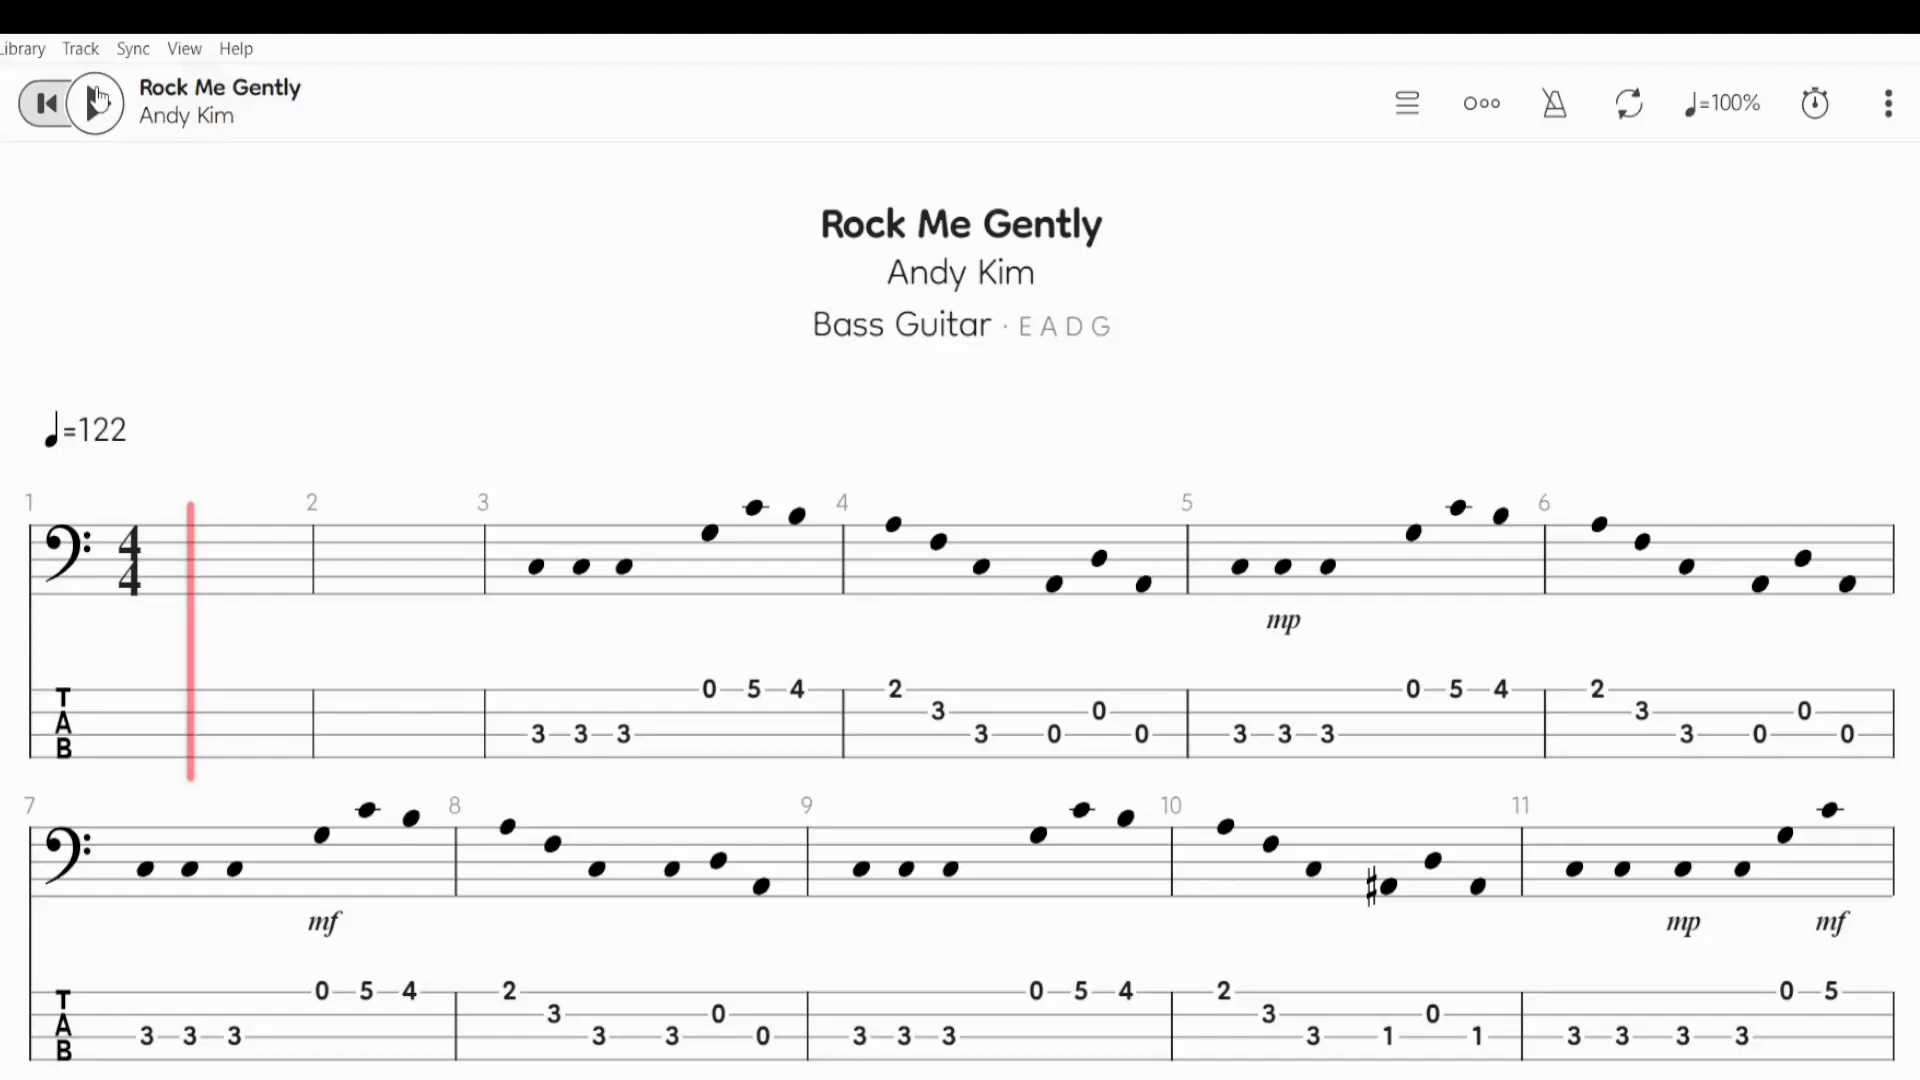 Library Track Sync View Help
Rock Me Gently
Andy Kim
=100%
Rock Me Gently
Andy Kim
Bass Guitar · E A D G
=122
1 2 3 4 5 6
4
4
mp
T
A
B
0 5 4 2 0 5 4 2
3 0 3 0
3 3 3 3 0 0 3 3 3 3 0 0
7 8 9 10 11
mf mp mf
T
A
B
0 5 4 2 0 5 4 2 0 5
3 0 3 0
3 3 3 3 3 0 3 3 3 3 1 1 3 3 3 3